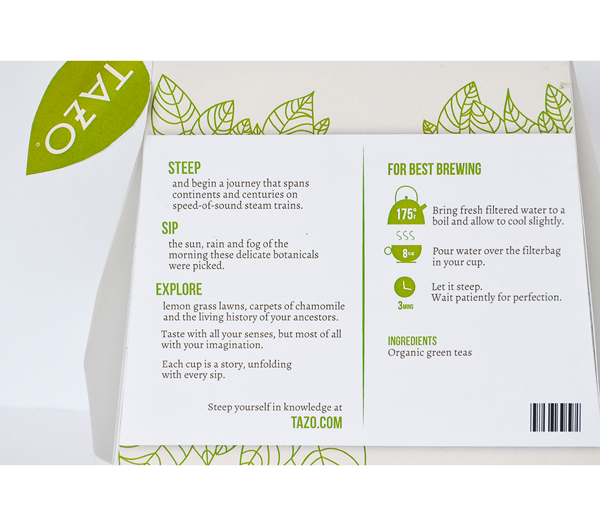 TAZO
STEEP
and begin a journey that spans
continents and centuries on
speed-of-sound steam trains.
SIP
the sun, rain and fog of the
morning these delicate botanicals
were picked.
EXPLORE
lemon grass lawns, carpets of chamomile
and the living history of your ancestors.
Taste with all your senses, but most of all
with your imagination.
Each cup is a story, unfolding
with every sip.
Steep yourself in knowledge at
TAZO.COM
FOR BEST BREWING
175°F
Bring fresh filtered water to a
boil and allow to cool slightly.
8
Pour water over the filterbag
in your cup.
Let it steep.
Wait patiently for perfection.
3 MINS
INGREDIENTS
Organic green teas